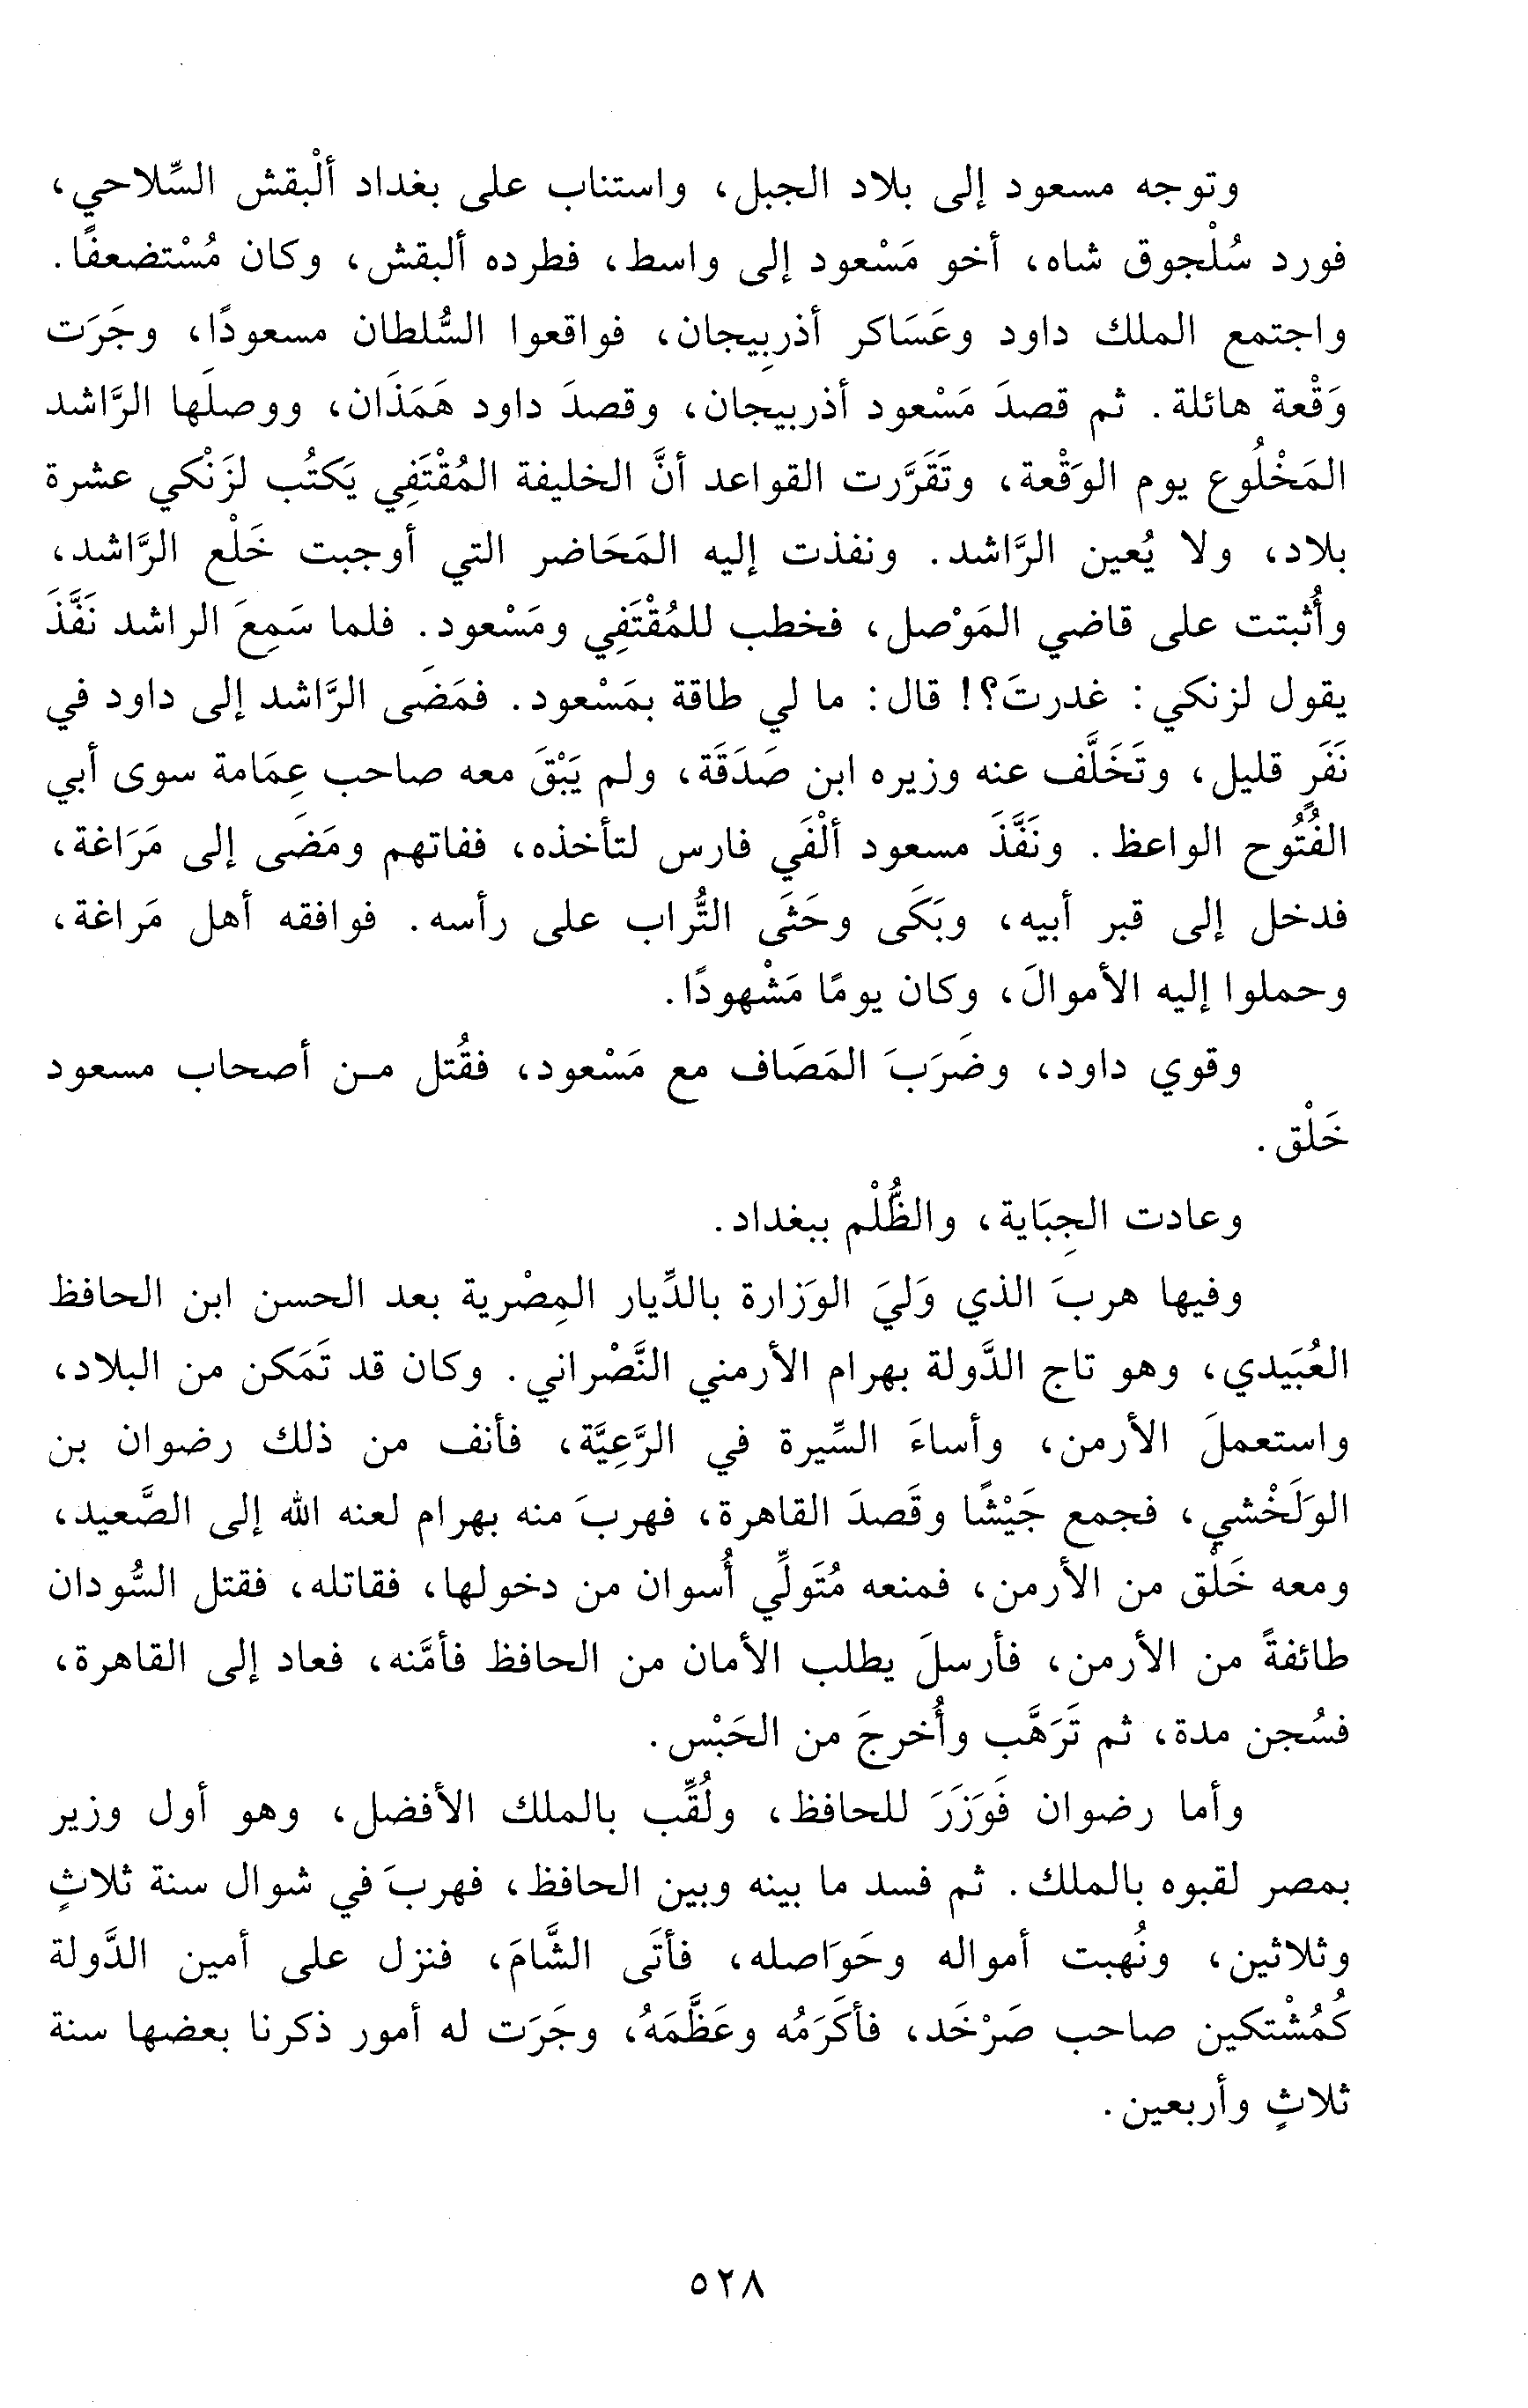 وتوجه مسعود إلى بلاد الجبل، واستناب على بغداد ألْبقش السِّلاحي،
فورد سُلْجوق شاه، أخو مَسْعود إلى واسط، فطرده ألبقش، وكان مُسْتضعفًا.
واجتمع الملك داود وعَسَاكر أذربِيجان، فواقعوا السُّلطان مسعودًا، وجَرَت
وَقْعة هائلة. ثم قصدَ مَسْعود أذربيجان، وقصدَ داود هَمَذَان، ووصلَها الرَّاشد
المَخْلُوع يوم الوَقْعة، وتَقَرَّرت القواعد أنَّ الخليفة المُقْتَفِي يَكتُب لزَنْكي عشرة
بلاد، ولا يُعين الرَّاشد. ونفذت إليه المَحَاضر التي أوجبت خَلْع الرَّاشد،
وأُثبتت على قاضي المَوْصل، فخطب للمُقْتَفِي ومَسْعود. فلما سَمِعَ الراشد نَفَّذَ
يقول لزنكي: غدرتَ؟! قال: ما لي طاقة بمَسْعود. فمَضَى الرَّاشد إلى داود في
نَفَرٍ قليل، وتَخَلَّف عنه وزيره ابن صَدَقَة، ولم يَبْقَ معه صاحب عِمَامة سوى أبي
الفُتُوح الواعظ. ونَفَّذَ مسعود ألْفَي فارس لتأخذه، ففاتهم ومَضَى إلى مَرَاغة،
فدخل إلى قبر أبيه، وبَكَى وحَثَى التُّراب على رأسه. فوافقه أهل مَراغة،
وحملوا إليه الأموالَ، وكان يومًا مَشْهودًا.
وقوي داود، وضَرَبَ المَصَاف مع مَسْعود، فقُتل من أصحاب مسعود
خَلْق.
وعادت الجِبَاية، والظُّلْم ببغداد.
وفيها هربَ الذي وَليَ الوَزارة بالدِّيار المِصْرية بعد الحسن ابن الحافظ
العُبَيدي، وهو تاج الدَّولة بهرام الأرمني النَّصْراني. وكان قد تَمَكن من البلاد،
واستعملَ الأرمن، وأساءَ السِّيرة في الرَّعِيَّة، فأنف من ذلك رضوان بن
الوَلَخْشي، فجمع جَيْشًا وقَصدَ القاهرة، فهربَ منه بهرام لعنه الله إلى الصَّعيد،
ومعه خَلْق من الأرمن، فمنعه مُتَولِّي أُسوان من دخولها، فقاتله، فقتل السُّودان
طائفةً من الأرمن، فأرسلَ يطلب الأمان من الحافظ فأمَّنه، فعاد إلى القاهرة،
فسُجن مدة، ثم تَرَهَّب وأُخرجَ من الحَبْس.
وأما رضوان فَوَزَرَ للحافظ، ولُقِّب بالملك الأفضل، وهو أول وزير
بمصر لقبوه بالملك. ثم فسد ما بينه وبين الحافظ، فهربَ في شوال سنة ثلاثٍ
وثلاثين، ونُهبت أمواله وحَوَاصله، فأتَى الشَّامَ، فنزل على أمين الدَّولة
كُمُشْتكين صاحب صَرْخَد، فأكَرَمُه وعَظَّمَهُ، وجَرَت له أمور ذكرنا بعضها سنة
ثلاثٍ وأربعين.
٥٢٨